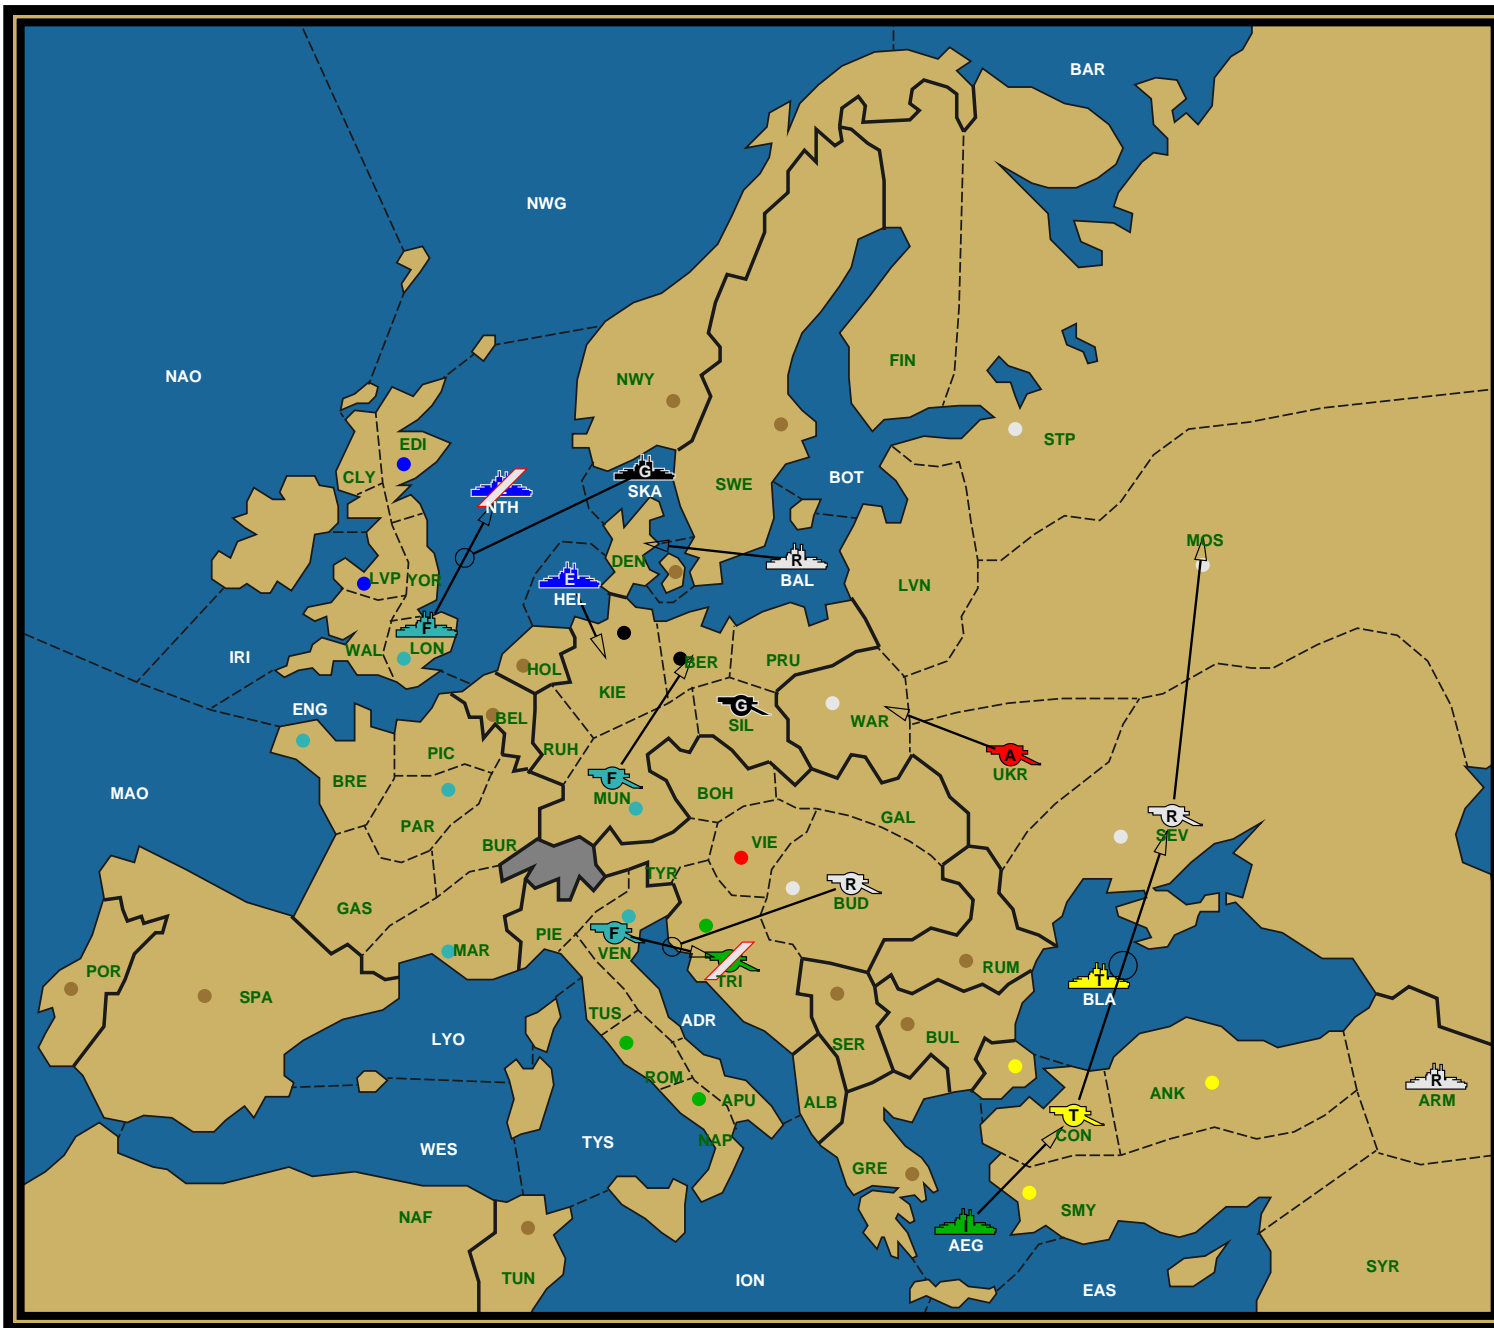 BAR
NWG
NAO
FIN
NWY
EDI
STP
CLY
G
SKA
SWE
BOT
NTH
MOS
DEN
R
BAL
E
HEL
LVP
YOR
LVN
F
LON
WAL
IRI
HOL
BER
PRU
KIE
ENG
BEL
G
SIL
WAR
PIC
RUH
A
UKR
BRE
F
MUN
BOH
MAO
PAR
GAL
R
SEV
BUR
VIE
TYR
R
BUD
GAS
PIE
F
VEN
MAR
RUM
POR
TRI
SPA
T
BLA
TUS
ADR
LYO
SER
BUL
ROM
R
ARM
ANK
APU
ALB
T
CON
NAP
WES
TYS
GRE
SMY
NAF
I
AEG
SYR
TUN
ION
EAS